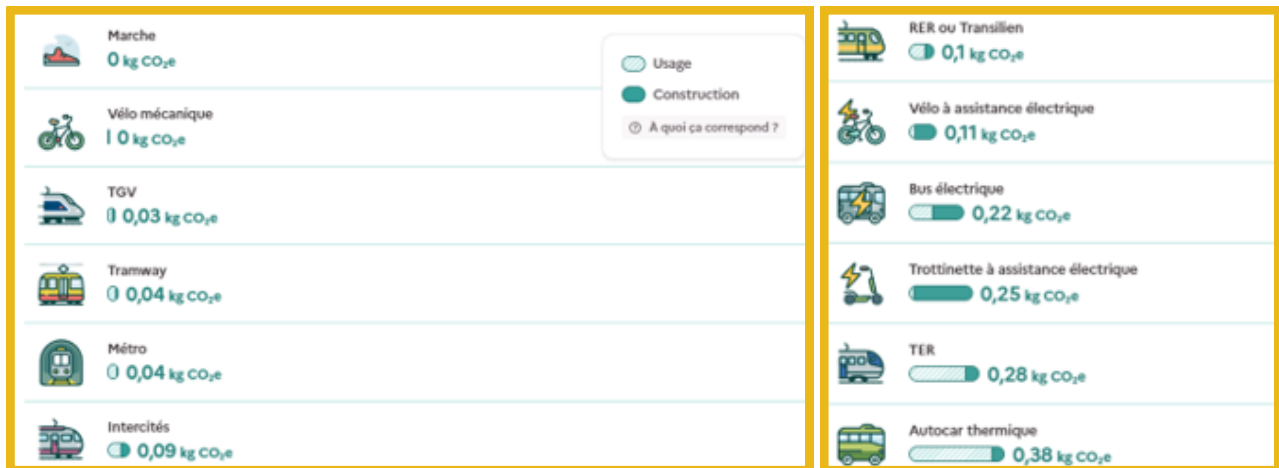 Marche
0 kg CO₂e
Usage
Construction
À quoi ça correspond ?
Vélo mécanique
0 kg CO₂e
TGV
0,03 kg CO₂e
Tramway
0,04 kg CO₂e
Métro
0,04 kg CO₂e
Intercités
0,09 kg CO₂e
RER ou Transilien
0,1 kg CO₂e
Vélo à assistance électrique
0,11 kg CO₂e
Bus électrique
0,22 kg CO₂e
Trottinette à assistance électrique
0,25 kg CO₂e
TER
0,28 kg CO₂e
Autocar thermique
0,38 kg CO₂e